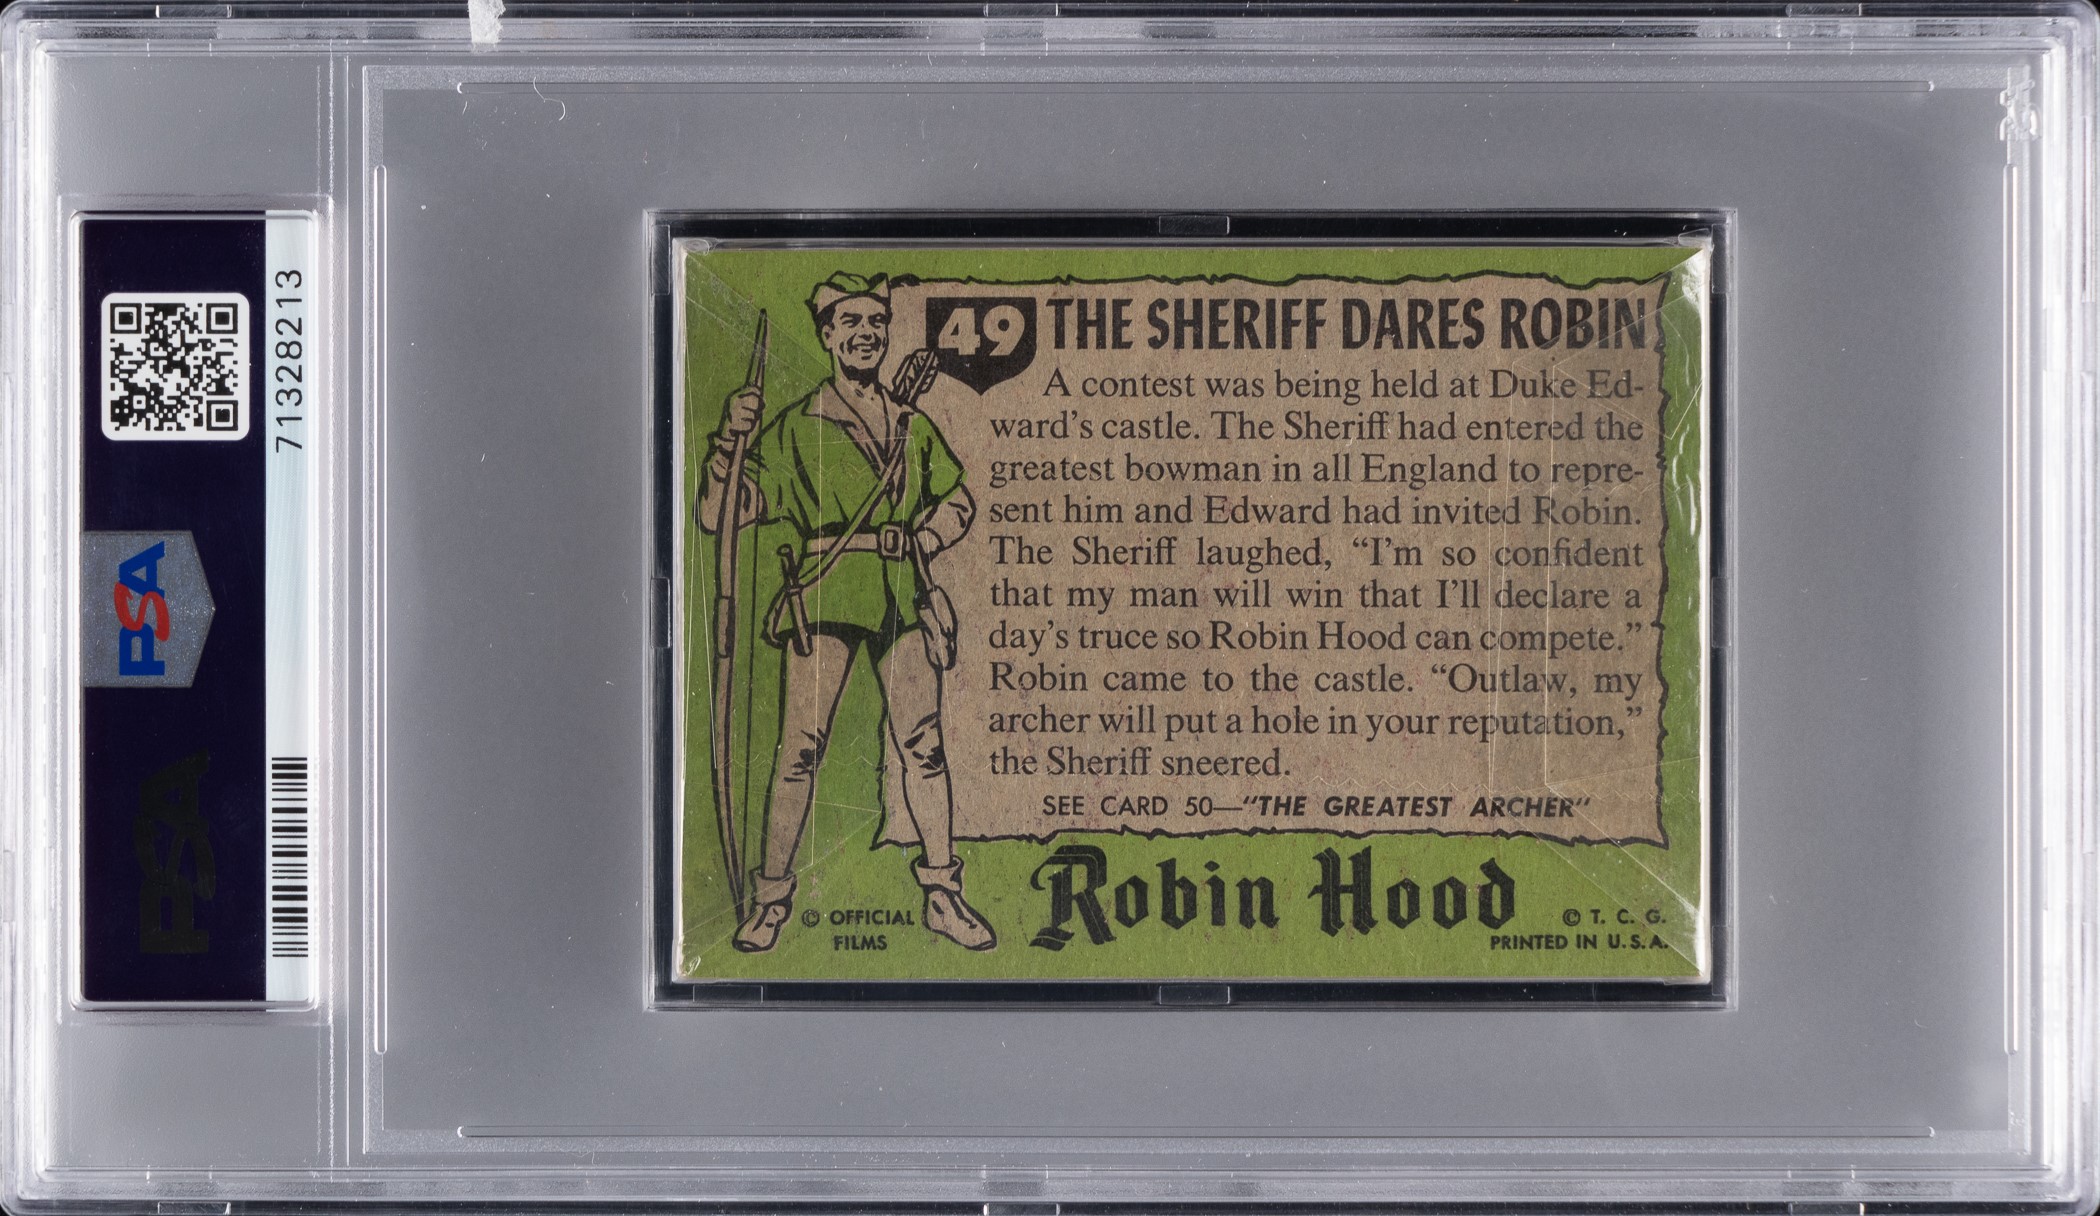 71328213
PSA
PSA
49
THE SHERIFF DARES ROBIN
A contest was being held at Duke Ed-
ward's castle. The Sheriff had entered the
greatest bowman in all England to repre-
sent him and Edward had invited Robin.
The Sheriff laughed, “I'm so confident
that my man will win that I'll declare a
day's truce so Robin Hood can compete.”
Robin came to the castle. “Outlaw, my
archer will put a hole in your reputation,”
the Sheriff sneered.
SEE CARD 50—“THE GREATEST ARCHER”
Robin Hood
© OFFICIAL
FILMS
© T. C. G.
PRINTED IN U.S.A.